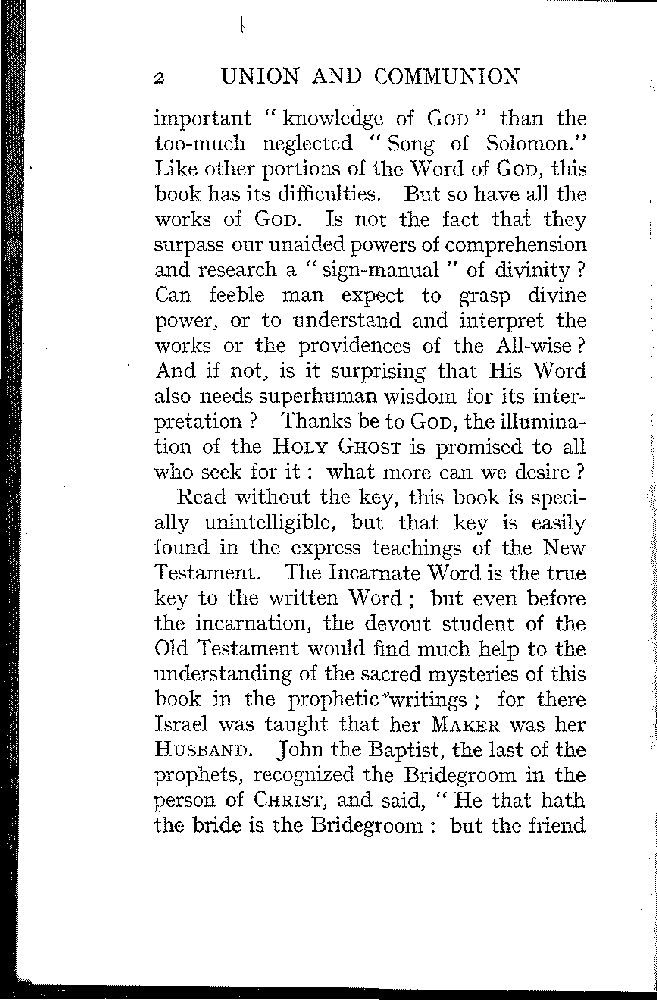 2 UNION AND COMMUNION
important “ knowledge of GOD ” than the
too-much neglected “ Song of Solomon.”
Like other portions of the Word of GOD, this
book has its difficulties. But so have all the
works of GOD. Is not the fact that they
surpass our unaided powers of comprehension
and research a “ sign-manual ” of divinity ?
Can feeble man expect to grasp divine
power, or to understand and interpret the
works or the providences of the All-wise ?
And if not, is it surprising that His Word
also needs superhuman wisdom for its inter-
pretation ? Thanks be to GOD, the illumina-
tion of the HOLY GHOST is promised to all
who seek for it : what more can we desire ?
Read without the key, this book is speci-
ally unintelligible, but that key is easily
found in the express teachings of the New
Testament. The Incarnate Word is the true
key to the written Word ; but even before
the incarnation, the devout student of the
Old Testament would find much help to the
understanding of the sacred mysteries of this
book in the prophetic writings ; for there
Israel was taught that her MAKER was her
HUSBAND. John the Baptist, the last of the
prophets, recognized the Bridegroom in the
person of CHRIST, and said, “ He that hath
the bride is the Bridegroom : but the friend